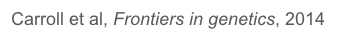 Carroll et al, Frontiers in genetics, 2014